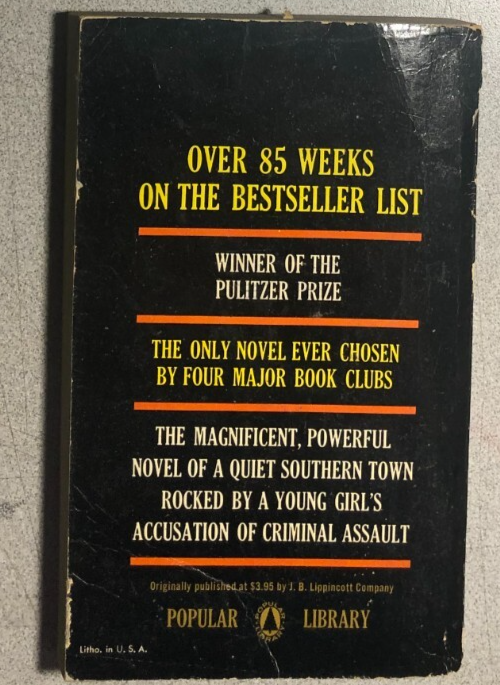 OVER 85 WEEKS
ON THE BESTSELLER LIST
WINNER OF THE
PULITZER PRIZE
THE ONLY NOVEL EVER CHOSEN
BY FOUR MAJOR BOOK CLUBS
THE MAGNIFICENT, POWERFUL
NOVEL OF A QUIET SOUTHERN TOWN
ROCKED BY A YOUNG GIRL'S
ACCUSATION OF CRIMINAL ASSAULT
Originally published at $3.95 by J. B. Lippincott Company
POPULAR POPULAR LIBRARY LIBRARY
Litho. in U. S. A.